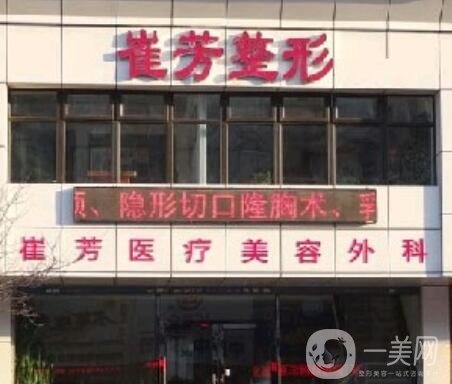 崔芳整形
颜、隐形切口隆胸术、
崔芳医疗美容外科
一美网